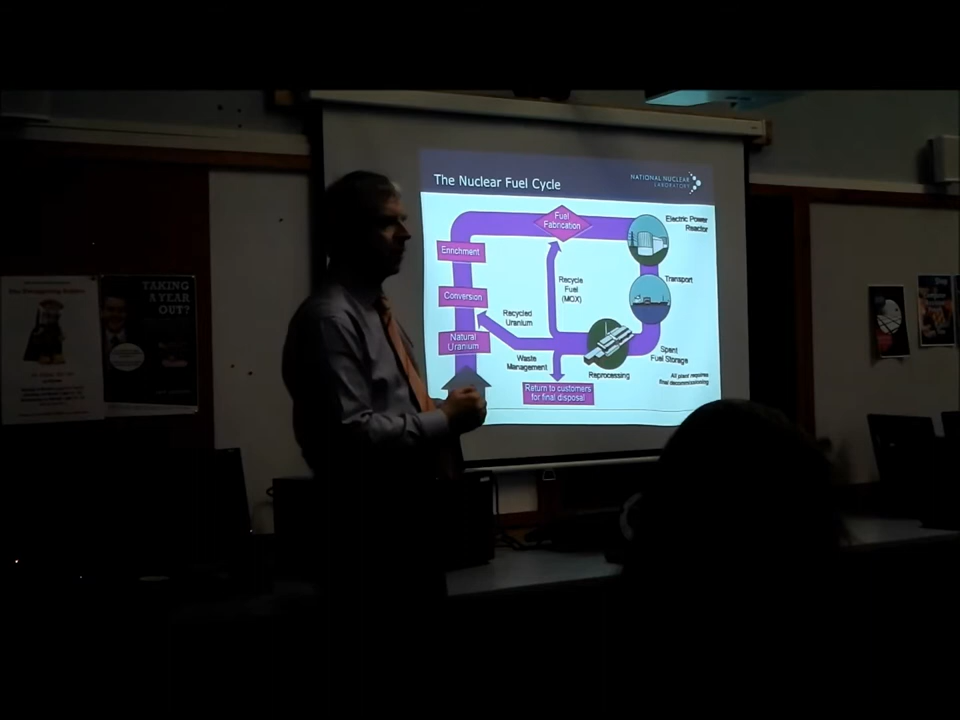 The Nuclear Fuel Cycle
NATIONAL NUCLEAR
LABORATORY
Fuel
Fabrication
Electric Power
Reactor
Enrichment
Transport
Recycle
Fuel
(MOX)
Conversion
Recycled
Uranium
Natural
Uranium
Waste
Management
Spent
Fuel Storage
Reprocessing
All plant requires
final decommissioning
Return to customers
for final disposal
TAKING
A YEAR
OUT?